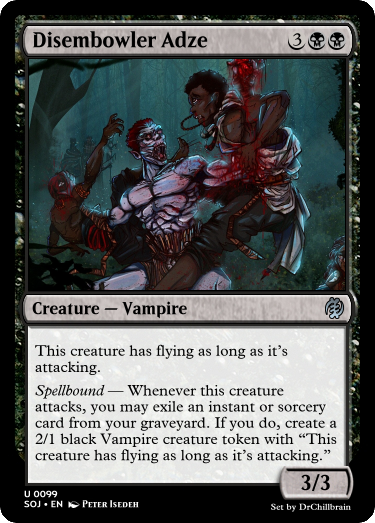 Disembowler Adze 3
Creature — Vampire
This creature has flying as long as it's
attacking.
Spellbound — Whenever this creature
attacks, you may exile an instant or sorcery
card from your graveyard. If you do, create a
2/1 black Vampire creature token with “This
creature has flying as long as it's attacking.”
3/3
U 0099
SOJ • EN Peter Isedeh
Set by DrChillbrain